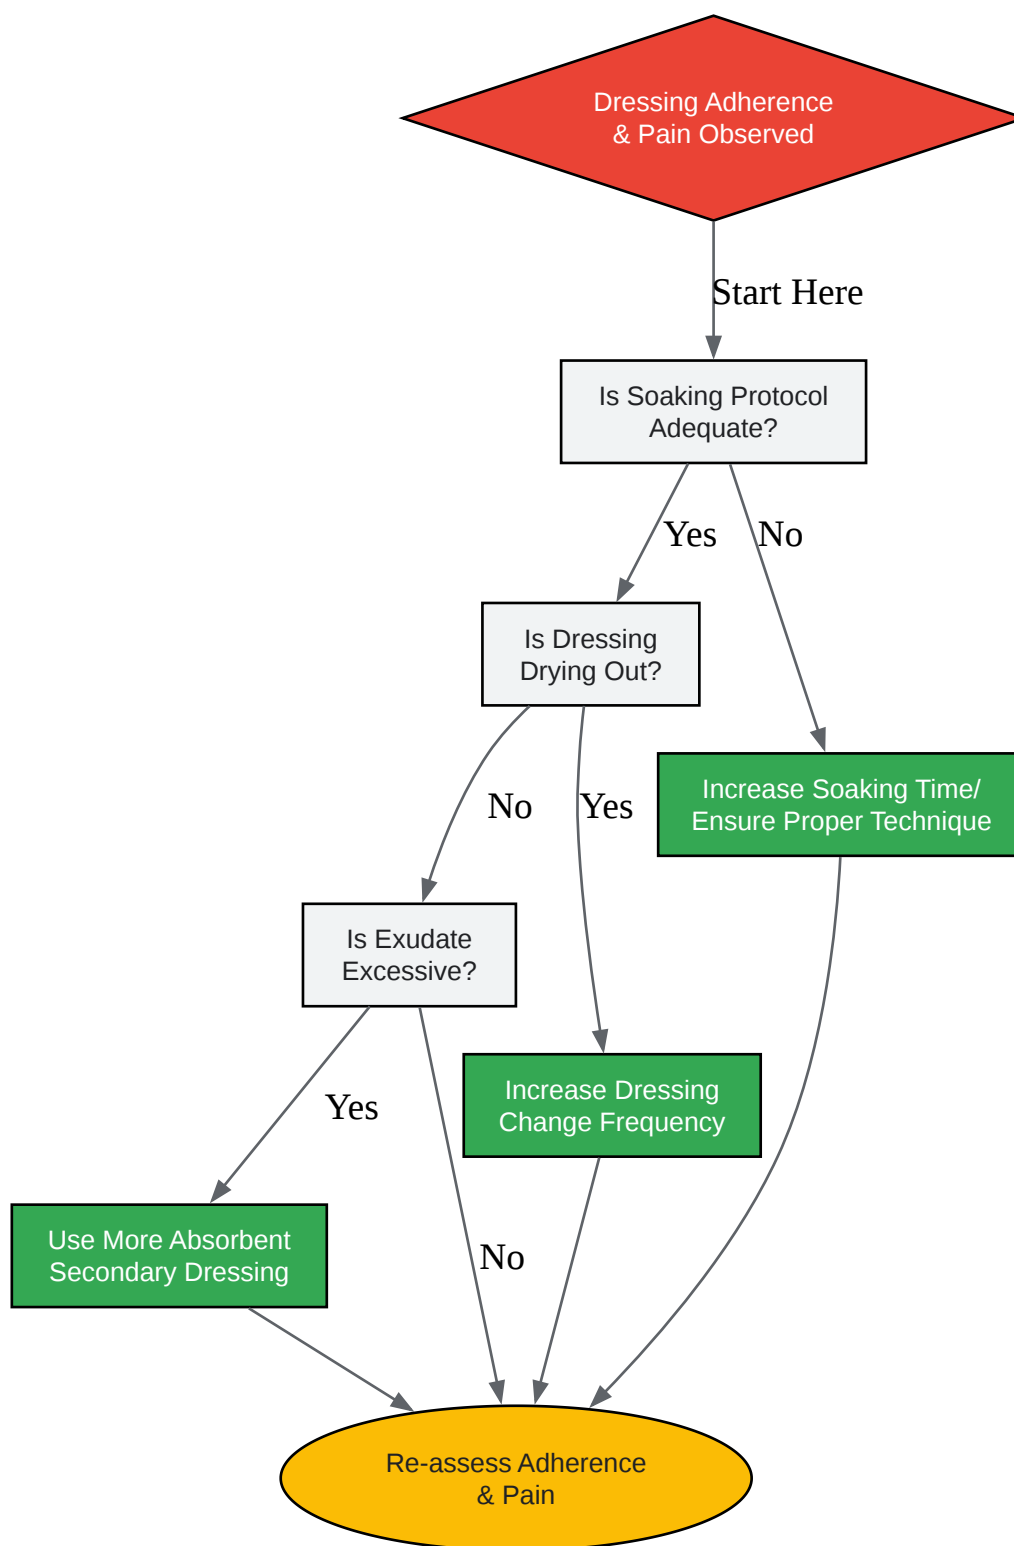 Dressing Adherence
& Pain Observed
Start Here
Is Soaking Protocol
Adequate?
Yes
No
Is Dressing
Drying Out?
No
Yes
Increase Soaking Time/
Ensure Proper Technique
Is Exudate
Excessive?
Yes
No
Increase Dressing
Change Frequency
Use More Absorbent
Secondary Dressing
Re-assess Adherence
& Pain